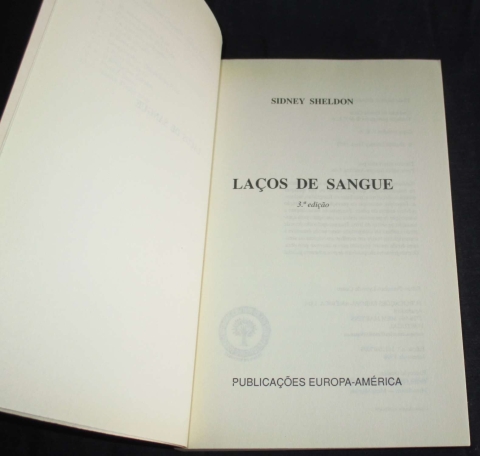 SIDNEY SHELDON
LAÇOS DE SANGUE
3.ª edição
PUBLICAÇÕES EUROPA-AMÉRICA